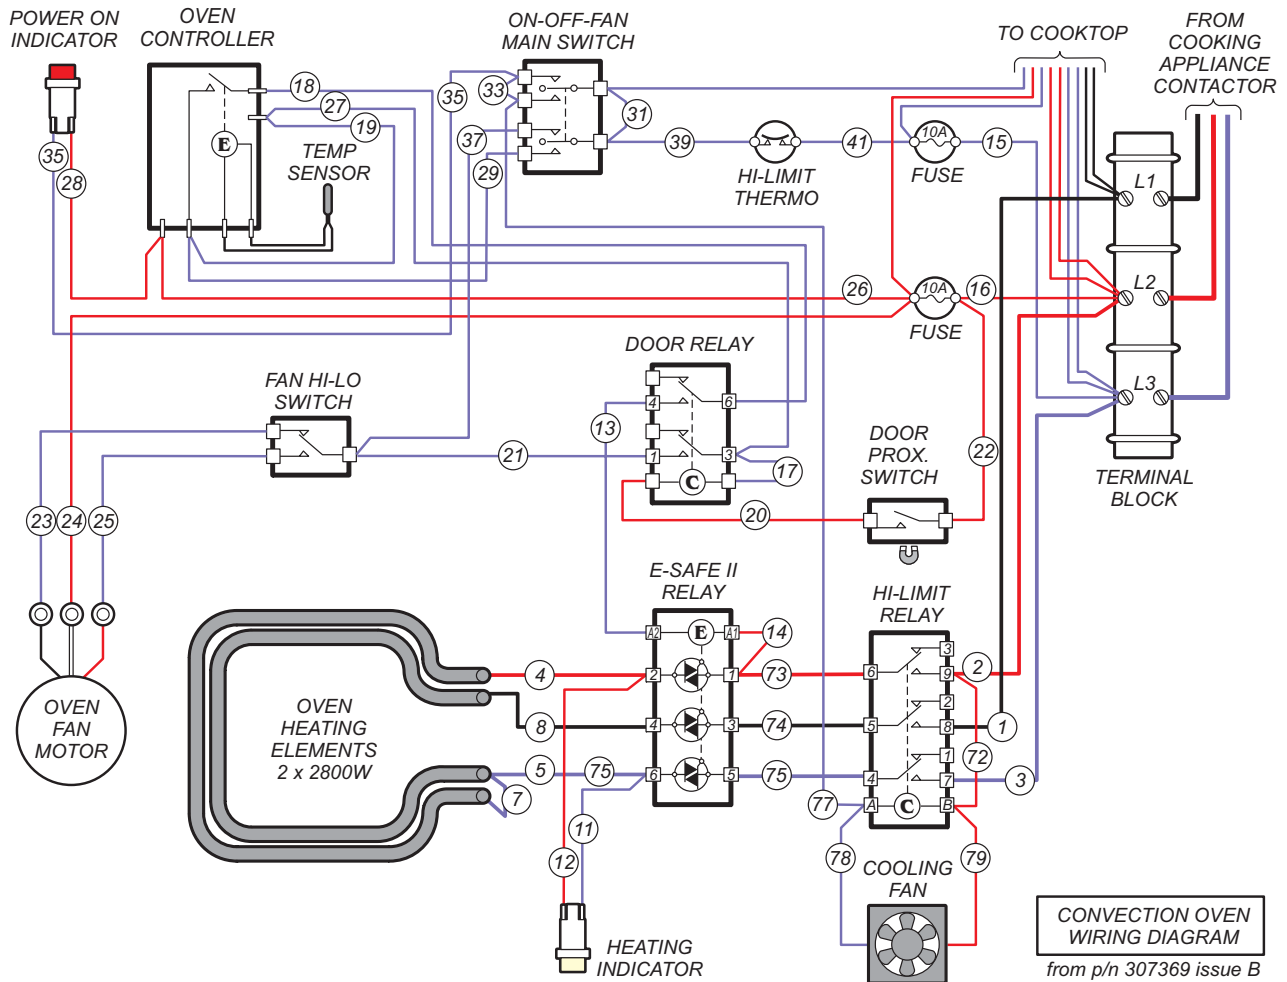 POWER ON
INDICATOR
OVEN
CONTROLLER
ON-OFF-FAN
MAIN SWITCH
TO COOKTOP
FROM
COOKING
APPLIANCE
CONTACTOR
18
27
19
35
33
37
29
31
39
41
15
10A
FUSE
HI-LIMIT
THERMO
E
TEMP
SENSOR
35
28
L1
L2
L3
TERMINAL
BLOCK
26
10A
16
FUSE
DOOR RELAY
4
6
1
3
C
13
17
FAN HI-LO
SWITCH
21
20
22
DOOR
PROX.
SWITCH
23
24
25
OVEN
FAN
MOTOR
OVEN
HEATING
ELEMENTS
2 x 2800W
4
8
5
75
7
11
12
E-SAFE II
RELAY
A2
E
A1
2
1
4
3
6
5
14
73
74
75
77
HI-LIMIT
RELAY
3
6
9
2
5
8
1
4
7
A
C
B
2
1
72
3
78
79
COOLING
FAN
HEATING
INDICATOR
CONVECTION OVEN
WIRING DIAGRAM
from p/n 307369 issue B